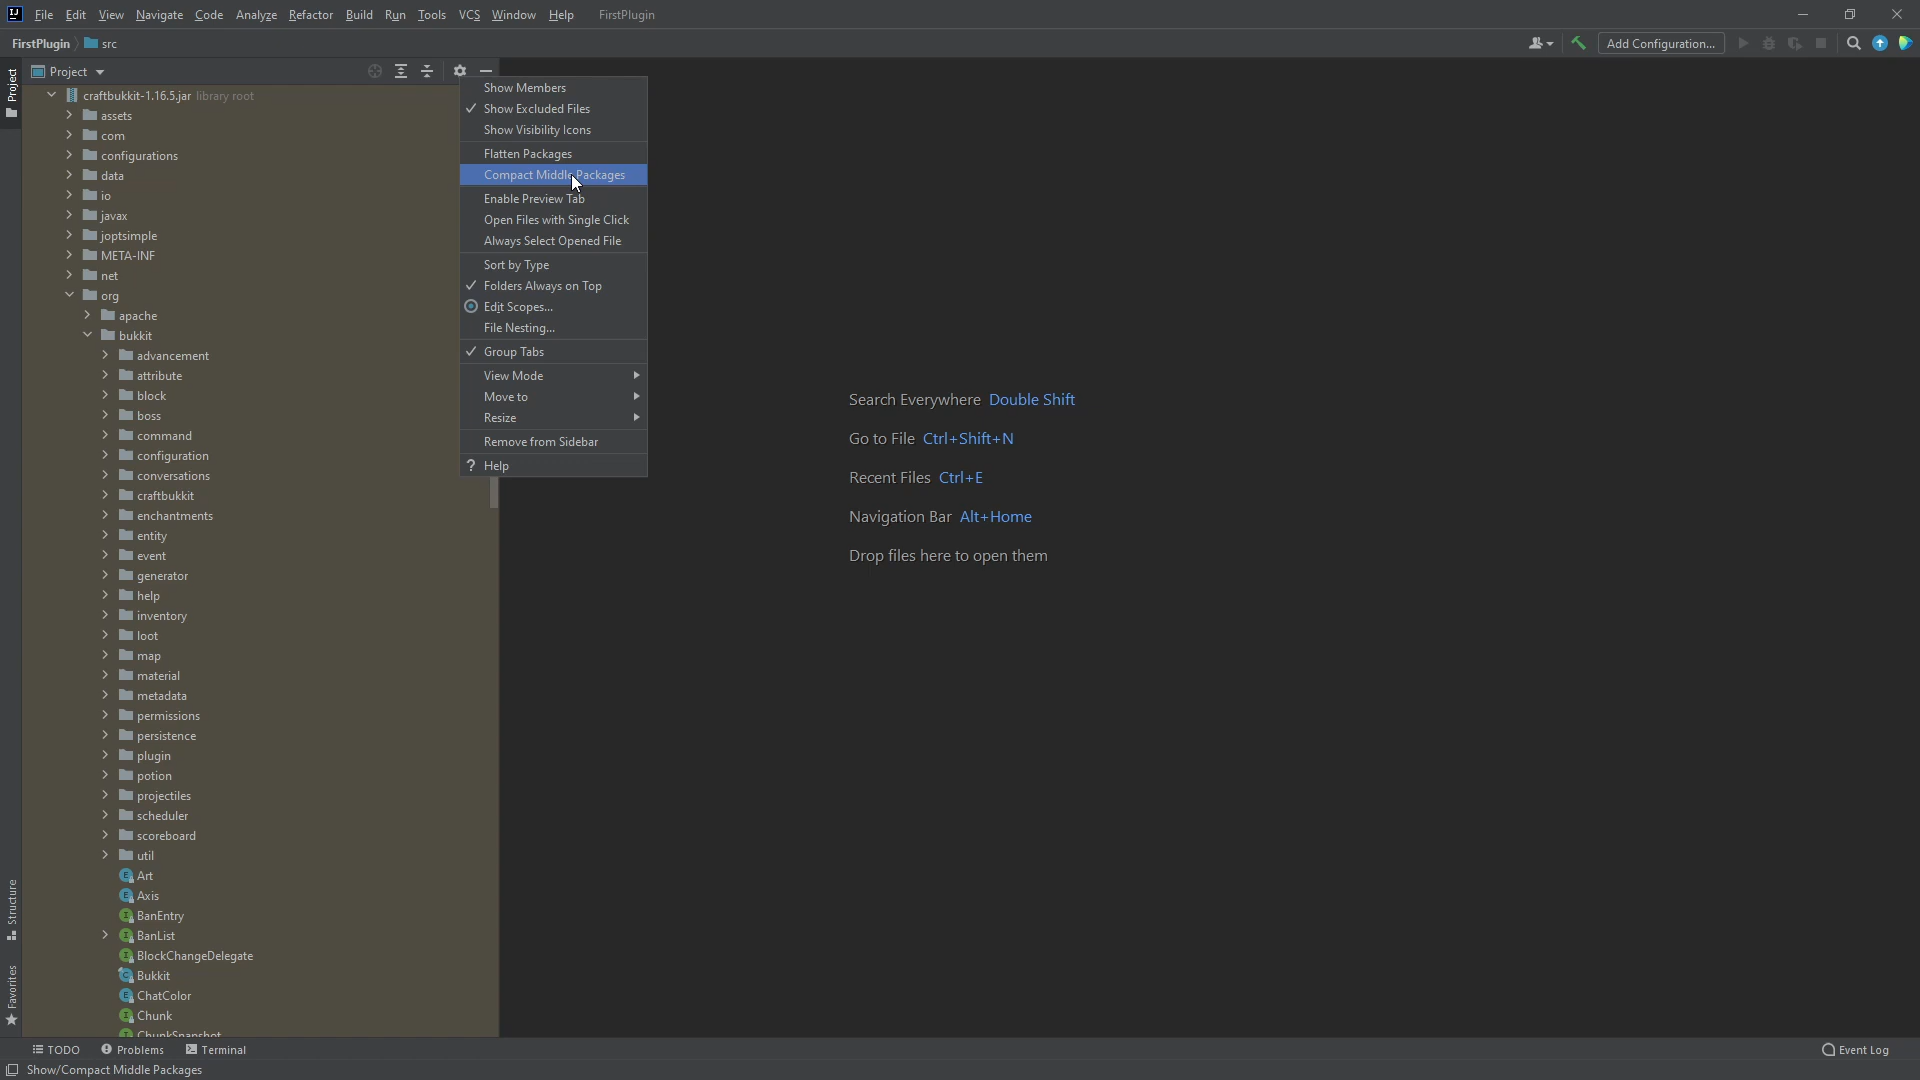 File Edit View Navigate Code Analyze Refactor Build Run Tools VCS Window Help FirstPlugin
FirstPlugin src Add Configuration...
Project
Project
craftbukkit-1.16.5.jar library root
assets
com
configurations
data
io
javax
joptsimple
META-INF
net
org
apache
bukkit
advancement
attribute
block
boss
command
configuration
conversations
craftbukkit
enchantments
entity
event
generator
help
inventory
loot
map
material
metadata
permissions
persistence
plugin
potion
projectiles
scheduler
scoreboard
util
Art
Axis
BanEntry
BanList
BlockChangeDelegate
Bukkit
ChatColor
Chunk
ChunkSnapshot
Show Members
Show Excluded Files
Show Visibility Icons
Flatten Packages
Compact Middle Packages
Enable Preview Tab
Open Files with Single Click
Always Select Opened File
Sort by Type
Folders Always on Top
Edit Scopes...
File Nesting...
Group Tabs
View Mode
Move to
Resize
Remove from Sidebar
? Help
Search Everywhere Double Shift
Go to File Ctrl+Shift+N
Recent Files Ctrl+E
Navigation Bar Alt+Home
Drop files here to open them
Structure
Favorites
TODO Problems Terminal Event Log
Show/Compact Middle Packages